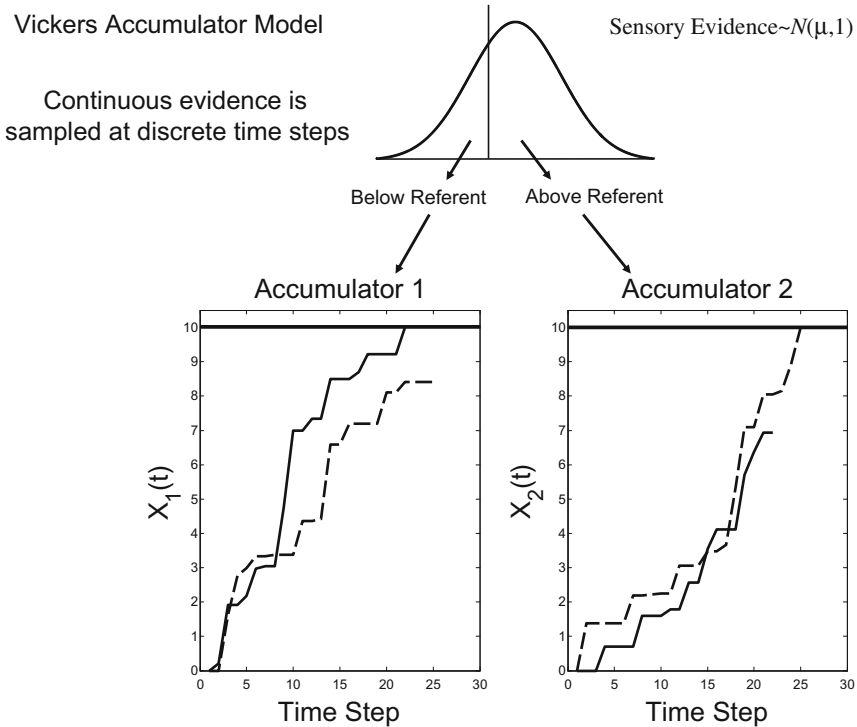 Vickers Accumulator Model
Sensory Evidence~N(μ,1)
Continuous evidence is
sampled at discrete time steps
Below Referent
Above Referent
Accumulator 1
10
9
8
7
6
5
4
3
2
1
0
X1(t)
0 5 10 15 20 25 30
Time Step
Accumulator 2
10
9
8
7
6
5
4
3
2
1
0
X2(t)
0 5 10 15 20 25 30
Time Step